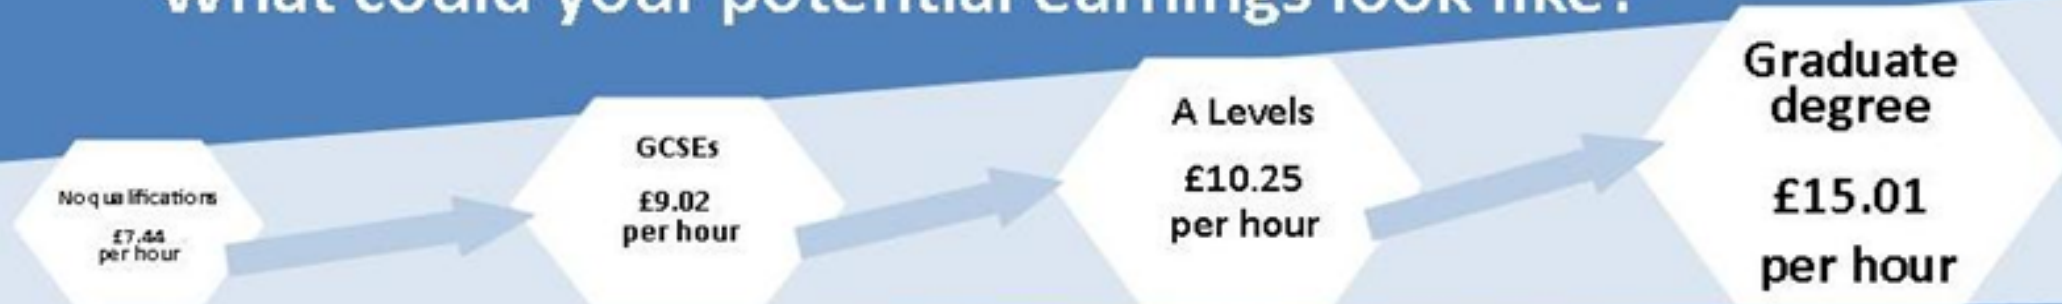 What could your potential earnings look like?
No qualifications
£7.44
per hour
GCSEs
£9.02
per hour
A Levels
£10.25
per hour
Graduate
degree
£15.01
per hour